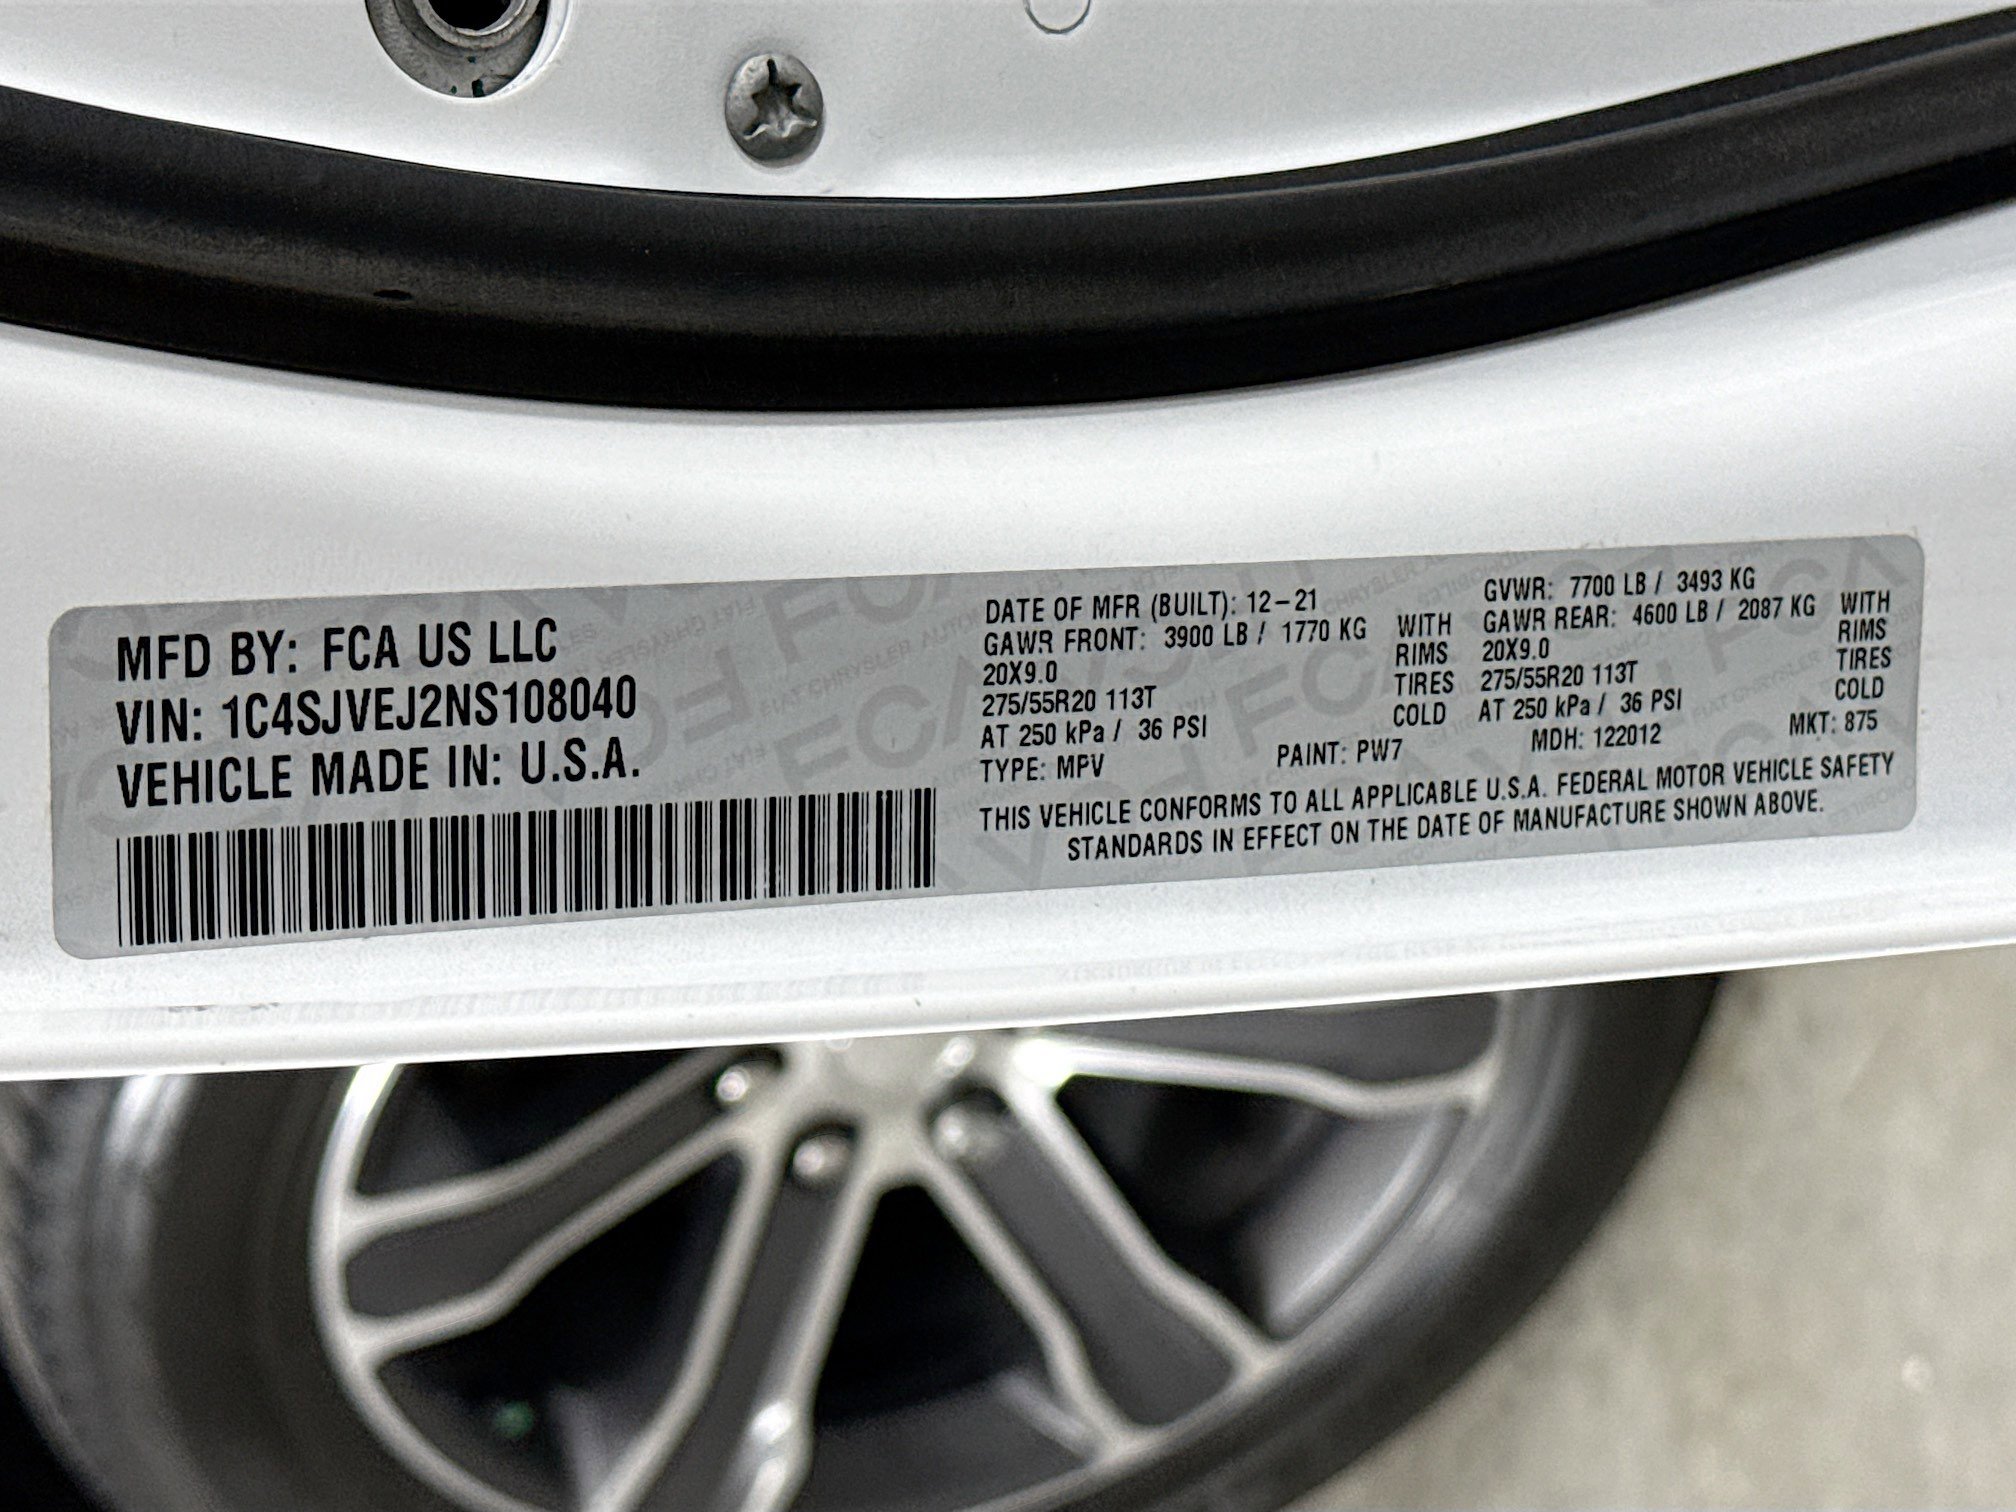 MFD BY: FCA US LLC
VIN: 1C4SJVEJ2NS108040
VEHICLE MADE IN: U.S.A.
DATE OF MFR (BUILT): 12-21 GVWR: 7700 LB / 3493 KG
GAWR FRONT: 3900 LB / 1770 KG WITH GAWR REAR: 4600 LB / 2087 KG WITH
20X9.0 RIMS 20X9.0 RIMS
275/55R20 113T TIRES 275/55R20 113T TIRES
AT 250 kPa / 36 PSI COLD AT 250 kPa / 36 PSI COLD
TYPE: MPV PAINT: PW7 MDH: 122012 MKT: 875
THIS VEHICLE CONFORMS TO ALL APPLICABLE U.S.A. FEDERAL MOTOR VEHICLE SAFETY
STANDARDS IN EFFECT ON THE DATE OF MANUFACTURE SHOWN ABOVE.